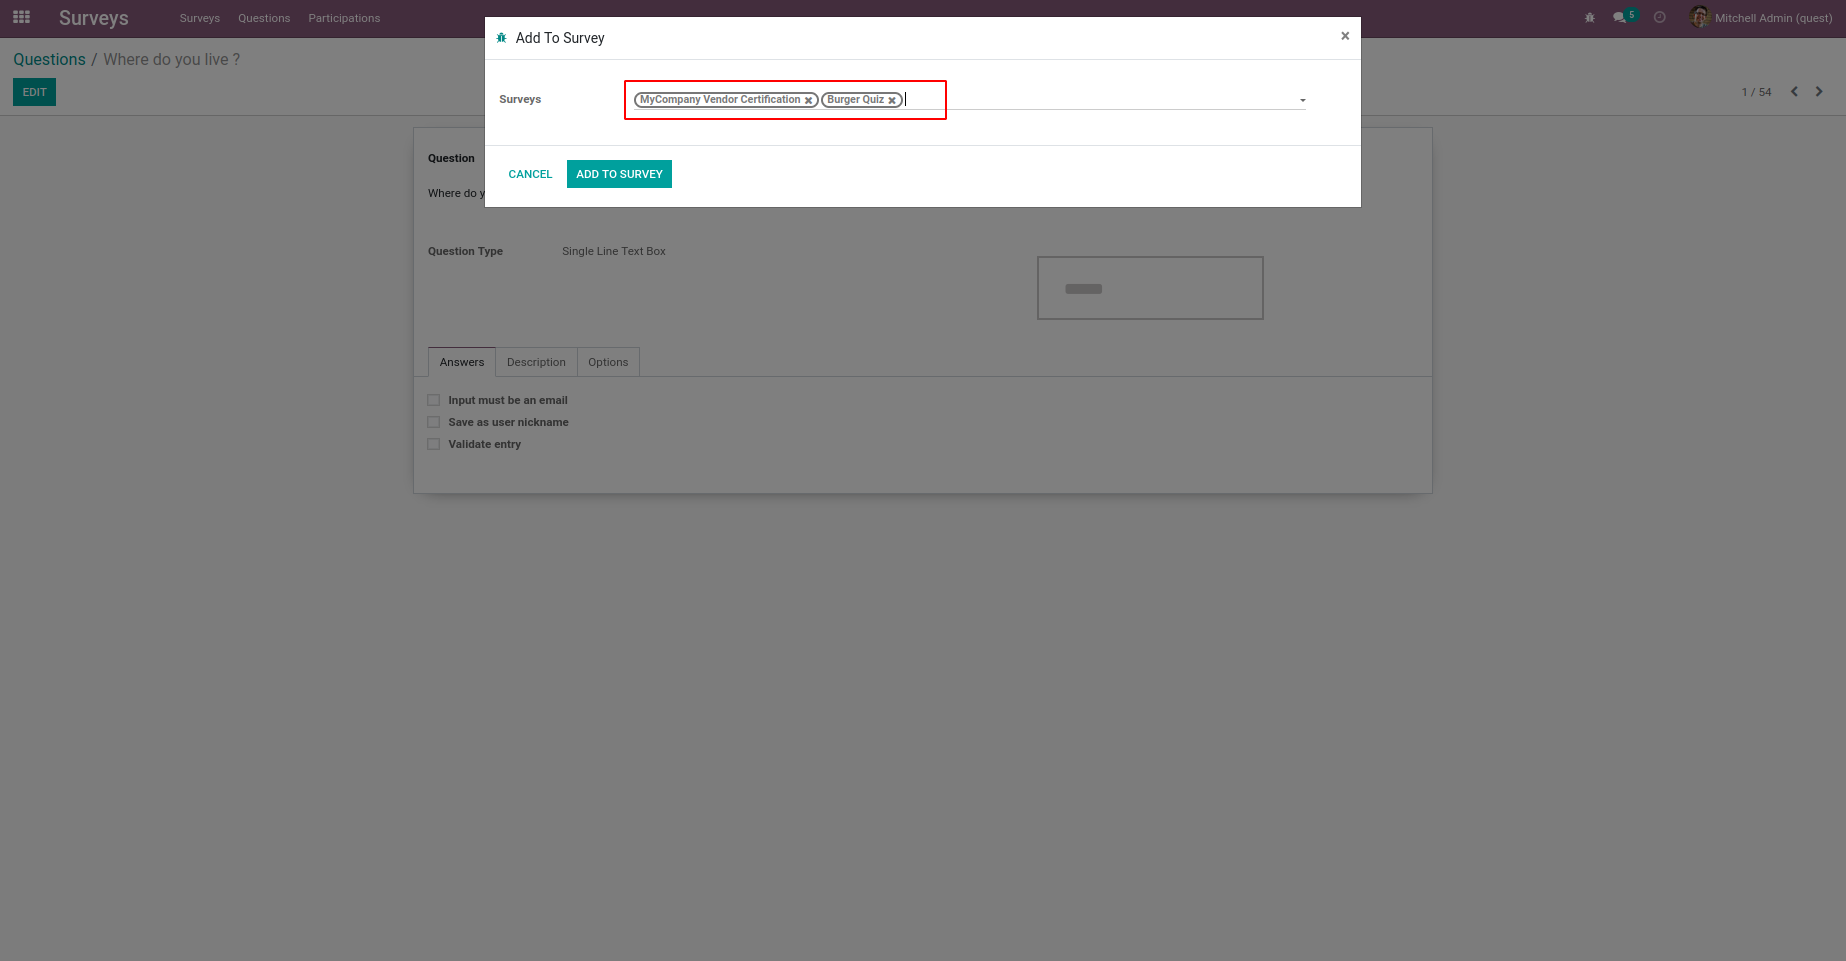 Surveys Surveys Questions Participations 5 Mitchell Admin (quest)
Add To Survey ×
Questions / Where do you live ?
EDIT
1 / 54
Surveys MyCompany Vendor Certification Burger Quiz
CANCEL ADD TO SURVEY
Question
Where do y
Question Type Single Line Text Box
Answers Description Options
Input must be an email
Save as user nickname
Validate entry